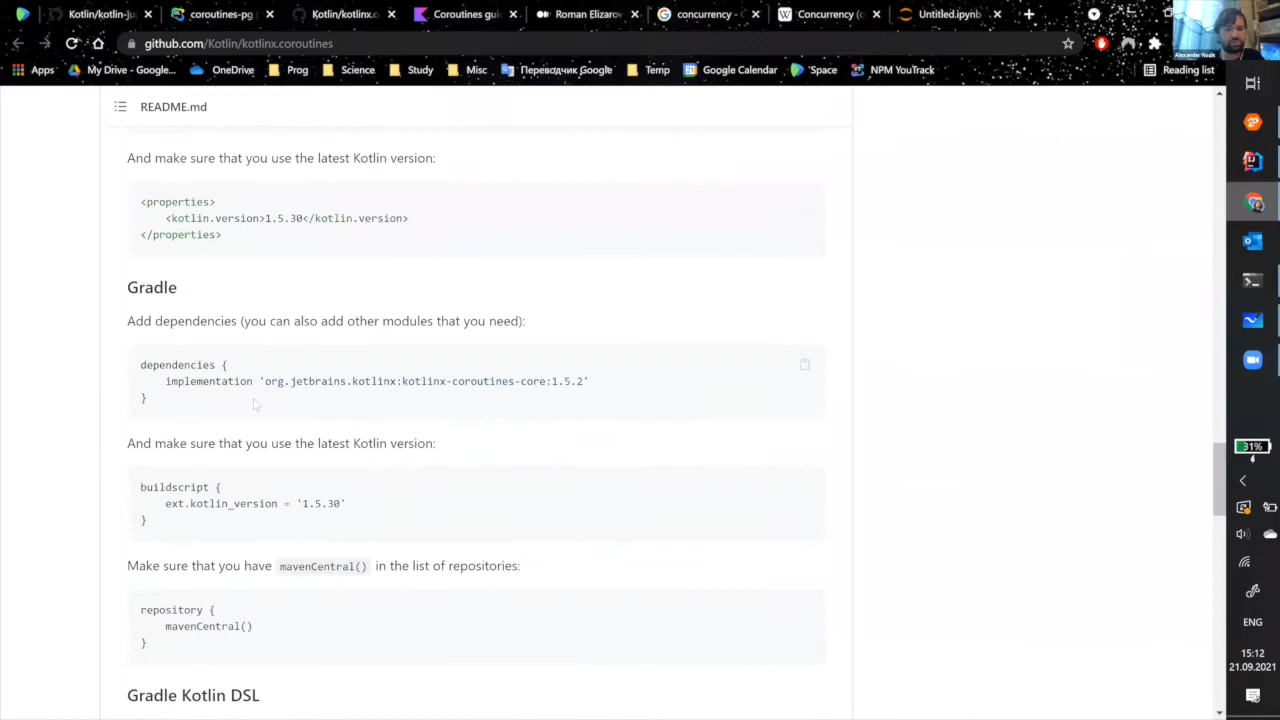 Kotlin/kotlin-ju
coroutines-pg
Kotlin/kotlinx.c
Coroutines guid
Roman Elizarov
concurrency -
Concurrency (c
Untitled.ipynb
github.com/Kotlin/kotlinx.coroutines
Alexander Nozik
Apps
My Drive - Google...
OneDrive
Prog
Science
Study
Misc
Переводчик Google
Temp
Google Calendar
'Space
NPM YouTrack
Reading list
README.md
And make sure that you use the latest Kotlin version:
<properties>
<kotlin.version>1.5.30</kotlin.version>
</properties>
Gradle
Add dependencies (you can also add other modules that you need):
dependencies {
implementation 'org.jetbrains.kotlinx:kotlinx-coroutines-core:1.5.2'
}
And make sure that you use the latest Kotlin version:
buildscript {
ext.kotlin_version = '1.5.30'
}
Make sure that you have mavenCentral() in the list of repositories:
repository {
mavenCentral()
}
Gradle Kotlin DSL
31%
ENG
15:12
21.09.2021